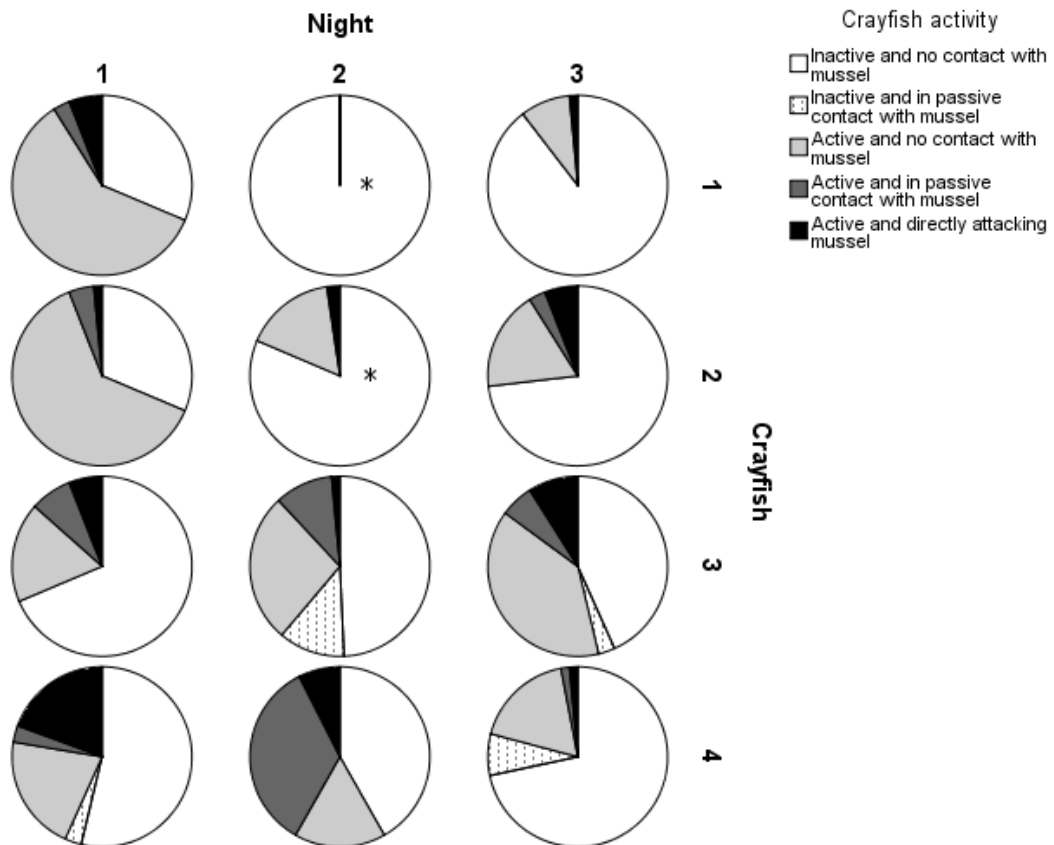 Night
1
2
3
Crayfish activity
Inactive and no contact with
mussel
Inactive and in passive
contact with mussel
Active and no contact with
mussel
Active and in passive
contact with mussel
Active and directly attacking
mussel
*
1
*
2
Crayfish
3
4